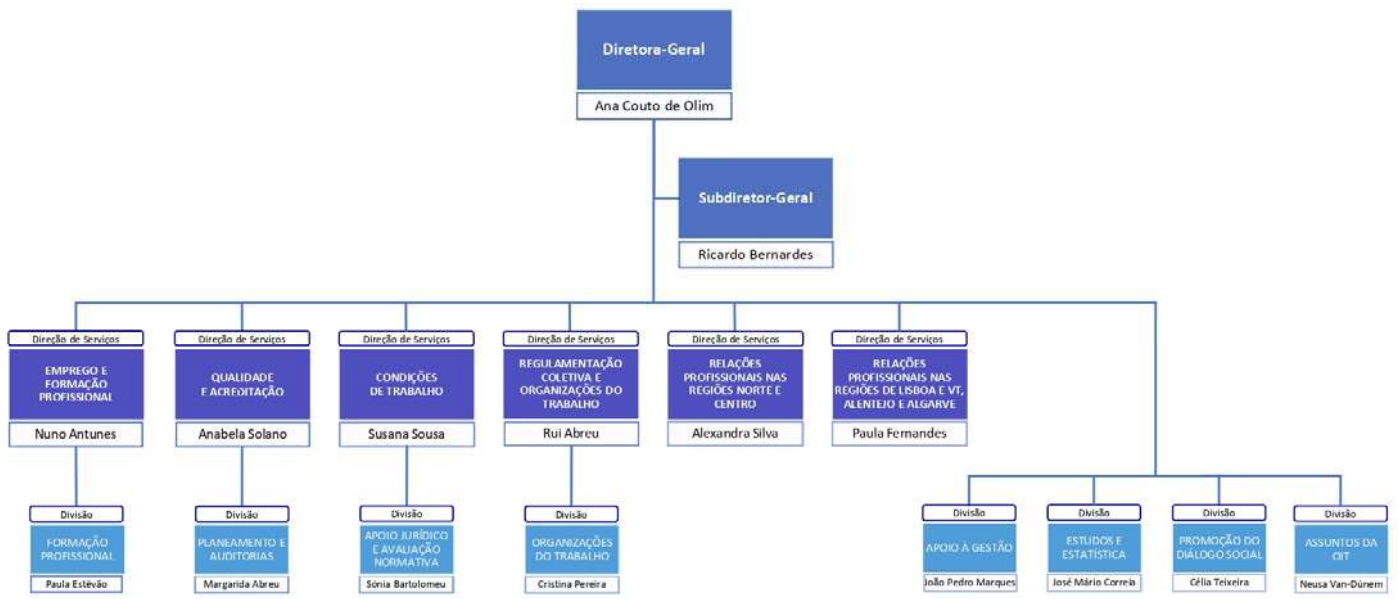 Diretora-Geral
Ana Couto de Olim
Subdiretor-Geral
Ricardo Bernardes
Direção de Serviços
EMPREGO E
FORMAÇÃO
PROFISSIONAL
Nuno Antunes
Direção de Serviços
QUALIDADE
E ACREDITAÇÃO
Anabela Solano
Direção de Serviços
CONDIÇÕES
DE TRABALHO
Susana Sousa
Direção de Serviços
REGULAMENTAÇÃO
COLETIVA E
ORGANIZAÇÕES DO
TRABALHO
Rui Abreu
Direção de Serviços
RELAÇÕES
PROFISSIONAIS NAS
REGIÕES NORTE E
CENTRO
Alexandra Silva
Direção de Serviços
RELAÇÕES
PROFISSIONAIS NAS
REGIÕES DE LISBOA E VT,
ALENTEJO E ALGARVE
Paula Fernandes
Divisão
FORMAÇÃO
PROFISSIONAL
Paula Estêvão
Divisão
PLANEAMENTO E
AUDITORIAS
Margarida Abreu
Divisão
APOIO JURÍDICO
E AVALIAÇÃO
NORMATIVA
Sónia Bartolomeu
Divisão
ORGANIZAÇÕES
DO TRABALHO
Cristina Pereira
Divisão
APOIO À GESTÃO
João Pedro Marques
Divisão
ESTUDOS E
ESTATÍSTICA
José Mário Correia
Divisão
PROMOÇÃO DO
DIÁLOGO SOCIAL
Célia Teixeira
Divisão
ASSUNTOS DA
OIT
Neusa Van-Dúnem